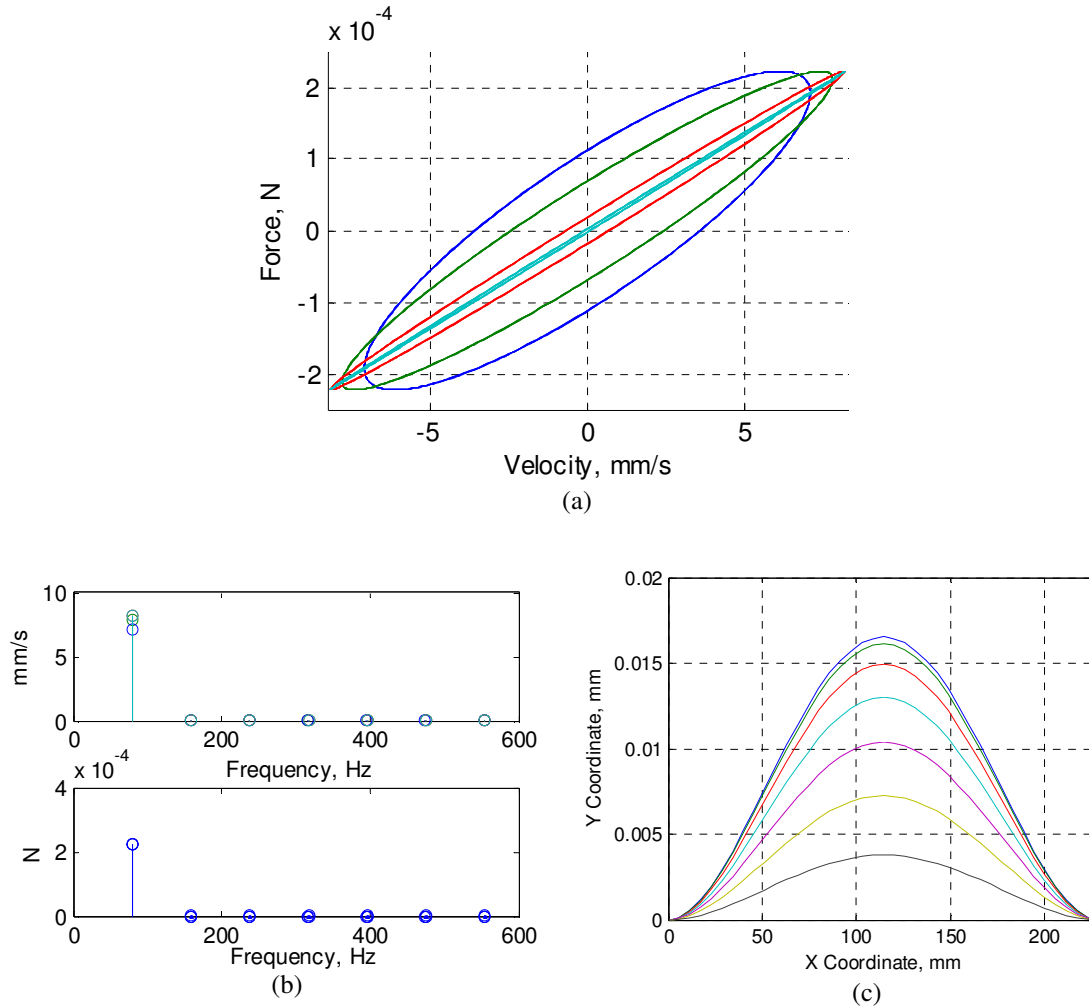 x 10⁻⁴
2
1
0
-1
-2
Force, N
-5 0 5
Velocity, mm/s
(a)
10
5
0
mm/s
0 200 400 600
Frequency, Hz
x 10⁻⁴
4
2
0
N
0 200 400 600
Frequency, Hz
(b)
0.02
0.015
0.01
0.005
0
Y Coordinate, mm
0 50 100 150 200
X Coordinate, mm
(c)